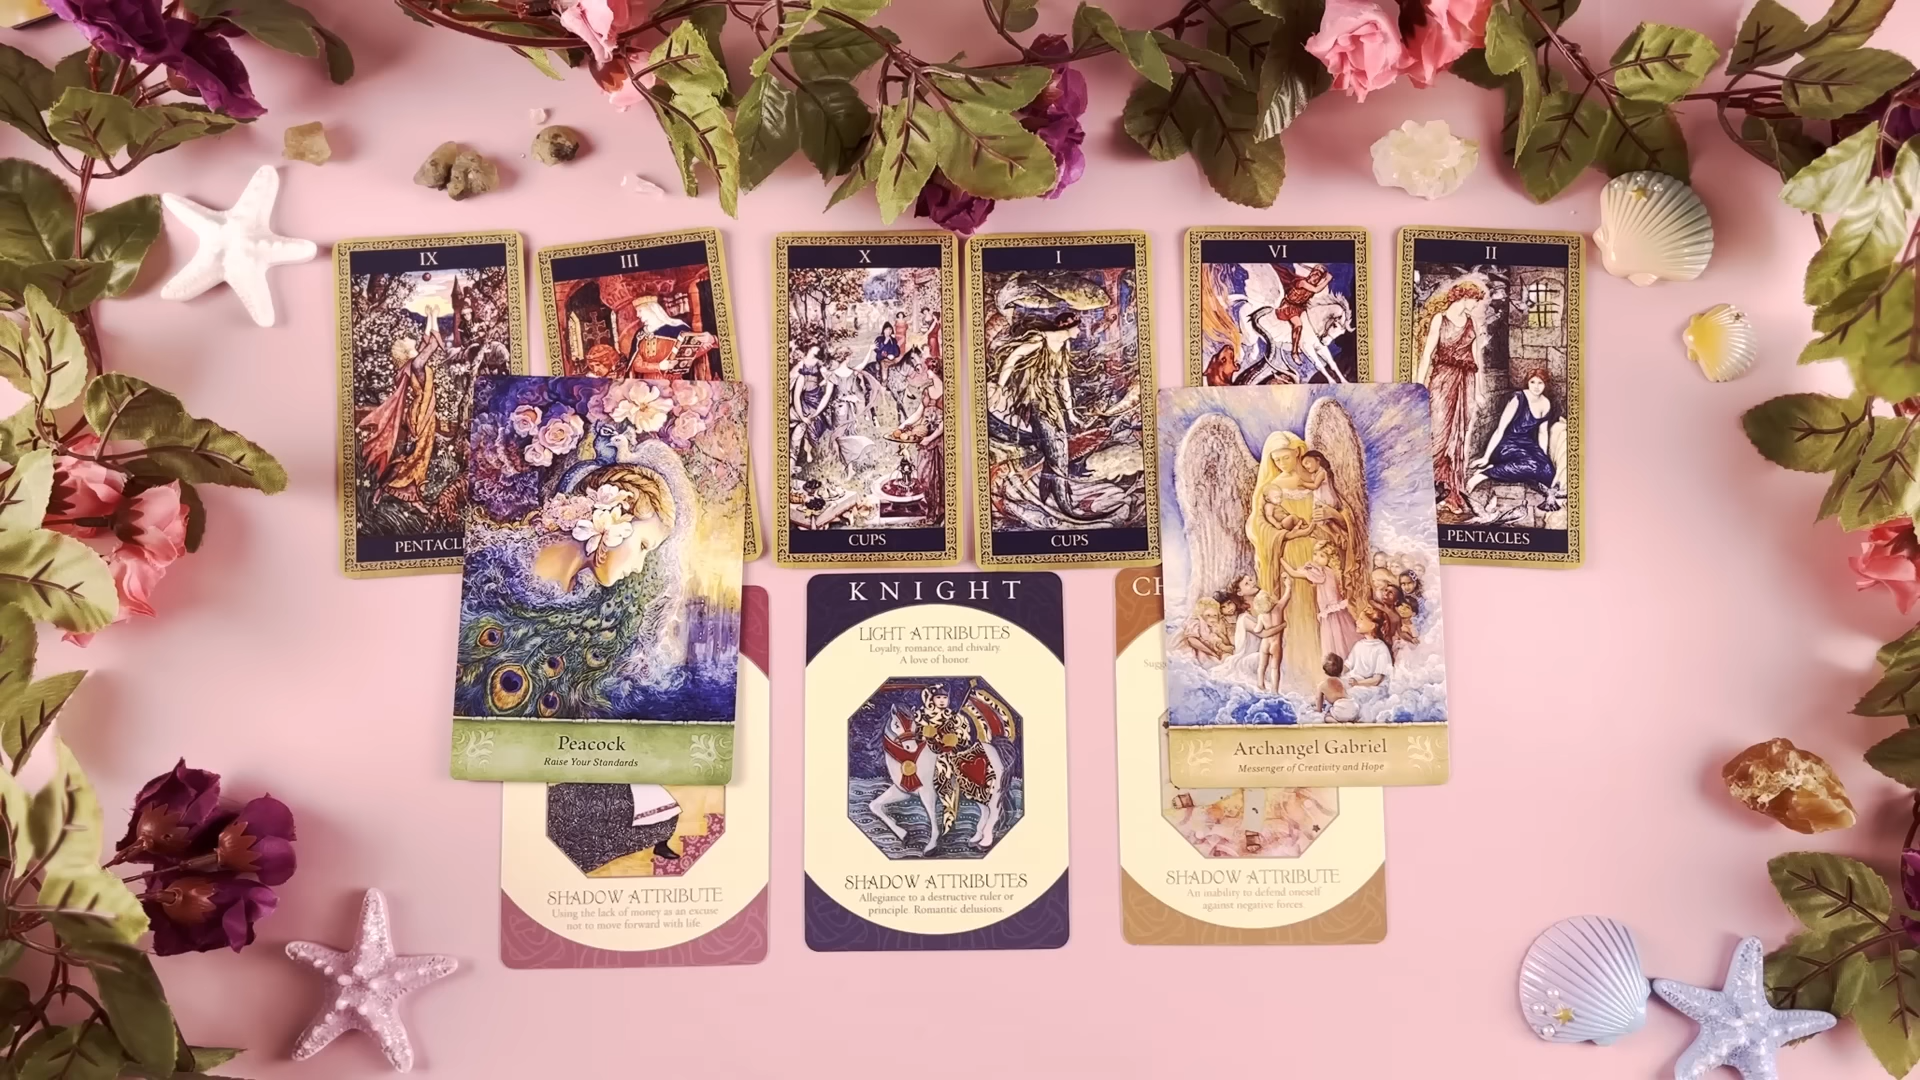 IX
III
X
I
VI
II
PENTACL
CUPS
CUPS
PENTACLES
KNIGHT
LIGHT ATTRIBUTES
Loyalty, romance, and chivalry.
A love of honor.
CH
Peacock
Raise Your Standards
Archangel Gabriel
Messenger of Creativity and Hope
SHADOW ATTRIBUTE
Using the lack of money as an excuse
not to move forward with life.
SHADOW ATTRIBUTES
Allegiance to a destructive ruler or
principle. Romantic delusions.
SHADOW ATTRIBUTE
An inability to defend oneself
against negative forces